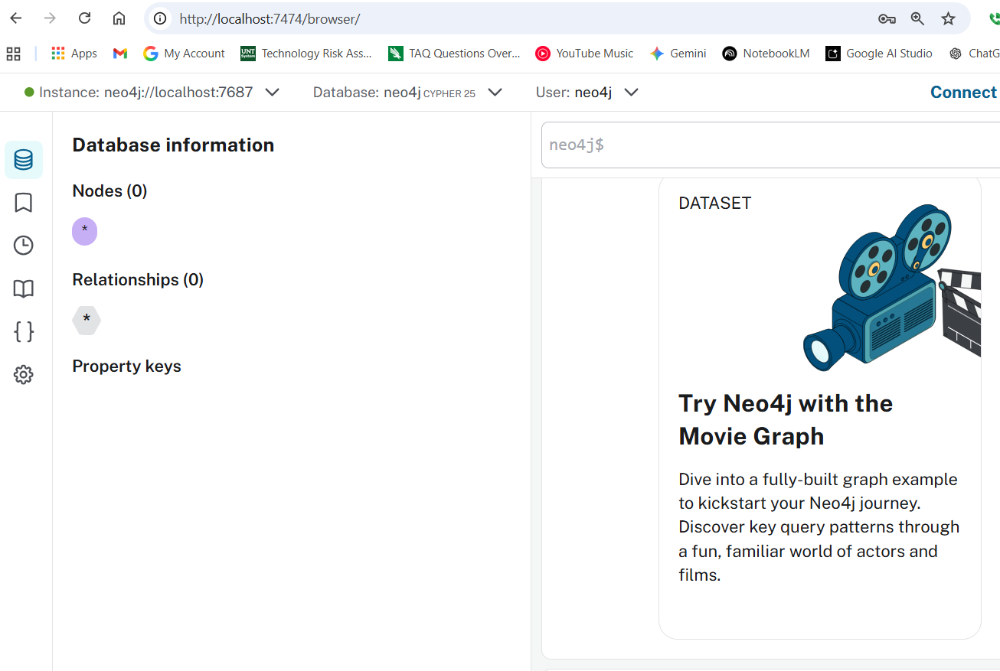 http://localhost:7474/browser/
Apps
My Account
UNT System
Technology Risk Ass...
TAQ Questions Over...
YouTube Music
Gemini
NotebookLM
Google AI Studio
ChatG
Instance: neo4j://localhost:7687
Database: neo4j CYPHER 25
User: neo4j
Connect
Database information
Nodes (0)
*
Relationships (0)
*
Property keys
neo4j$
DATASET
Try Neo4j with the
Movie Graph
Dive into a fully-built graph example
to kickstart your Neo4j journey.
Discover key query patterns through
a fun, familiar world of actors and
films.